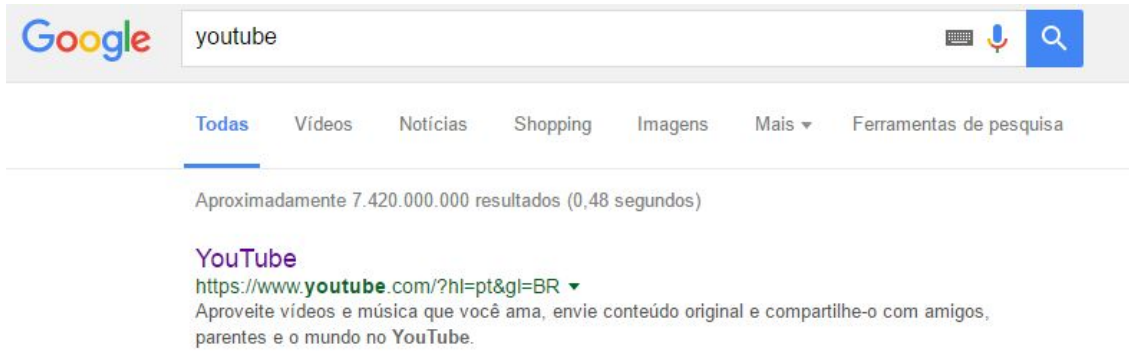 Google
youtube
Todas Vídeos Notícias Shopping Imagens Mais Ferramentas de pesquisa
Aproximadamente 7.420.000.000 resultados (0,48 segundos)
YouTube
https://www.youtube.com/?hl=pt&gl=BR
Aproveite vídeos e música que você ama, envie conteúdo original e compartilhe-o com amigos,
parentes e o mundo no YouTube.